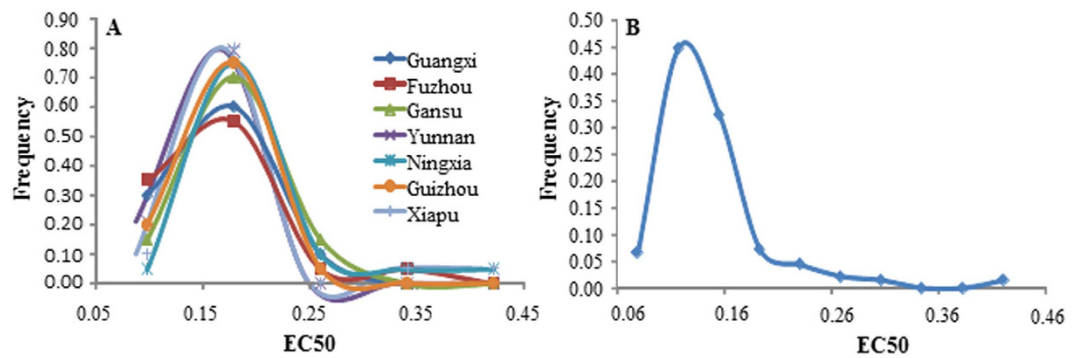 A
Frequency
0.90
0.80
0.70
0.60
0.50
0.40
0.30
0.20
0.10
0.00
0.05
0.15
0.25
0.35
0.45
EC50
Guangxi
Fuzhou
Gansu
Yunnan
Ningxia
Guizhou
Xiapu
B
Frequency
0.50
0.45
0.40
0.35
0.30
0.25
0.20
0.15
0.10
0.05
0.00
0.06
0.16
0.26
0.36
0.46
EC50